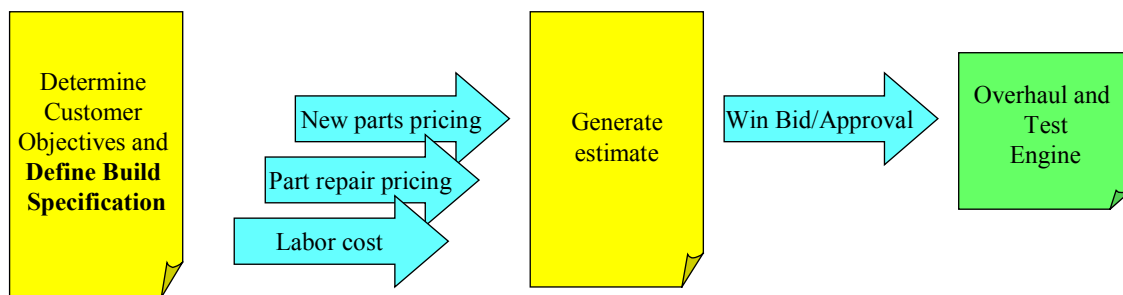 Determine
Customer
Objectives and
Define Build
Specification
New parts pricing
Part repair pricing
Labor cost
Generate
estimate
Win Bid/Approval
Overhaul and
Test
Engine